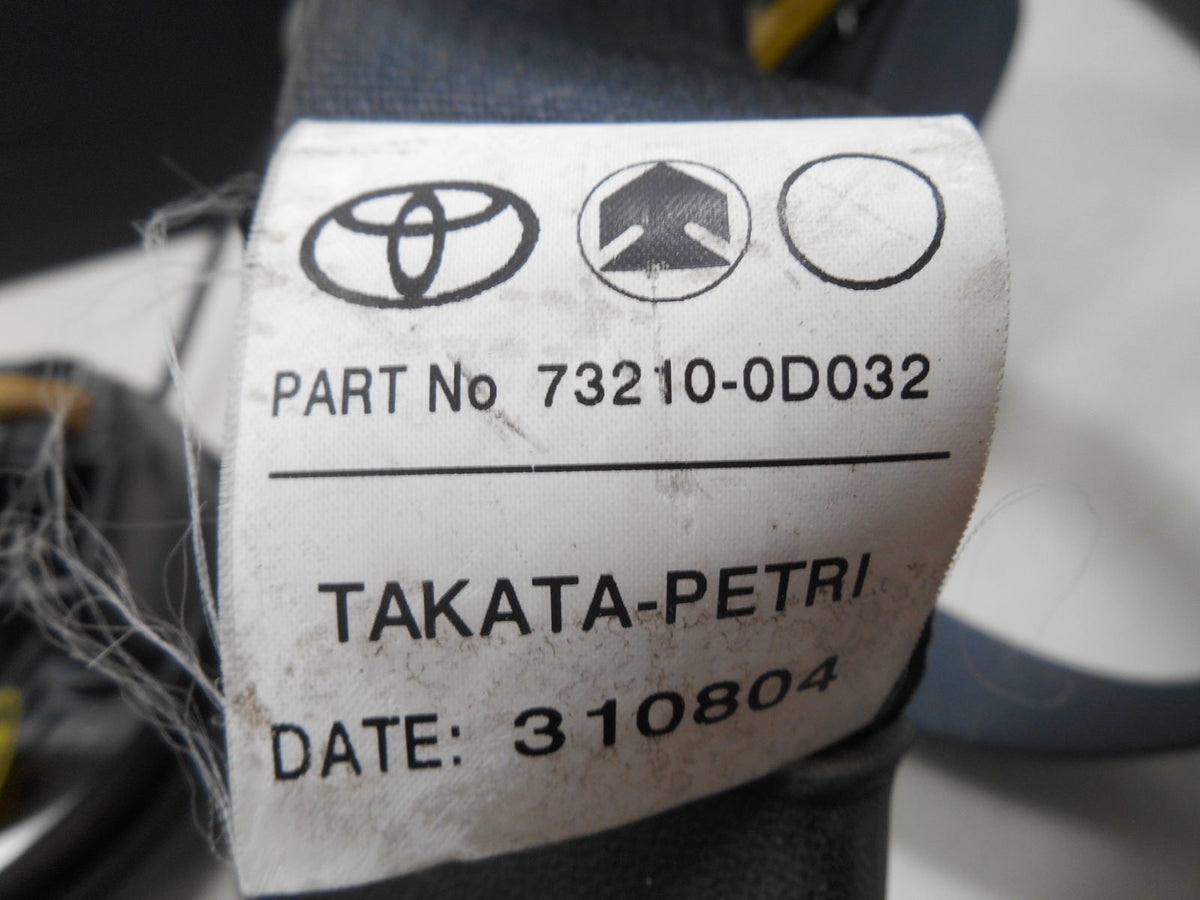 PART No 73210-0D032
TAKATA-PETRI
DATE: 310804